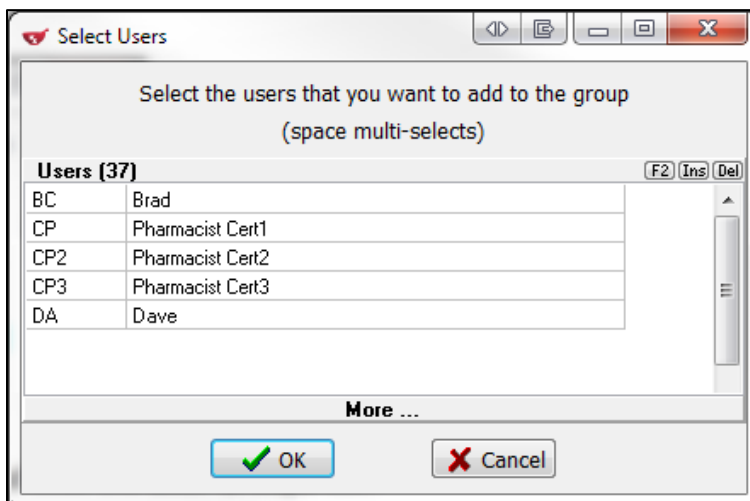 Select Users
Select the users that you want to add to the group
(space multi-selects)
Users (37) F2 Ins Del
BC Brad
CP Pharmacist Cert1
CP2 Pharmacist Cert2
CP3 Pharmacist Cert3
DA Dave
More ...
OK Cancel